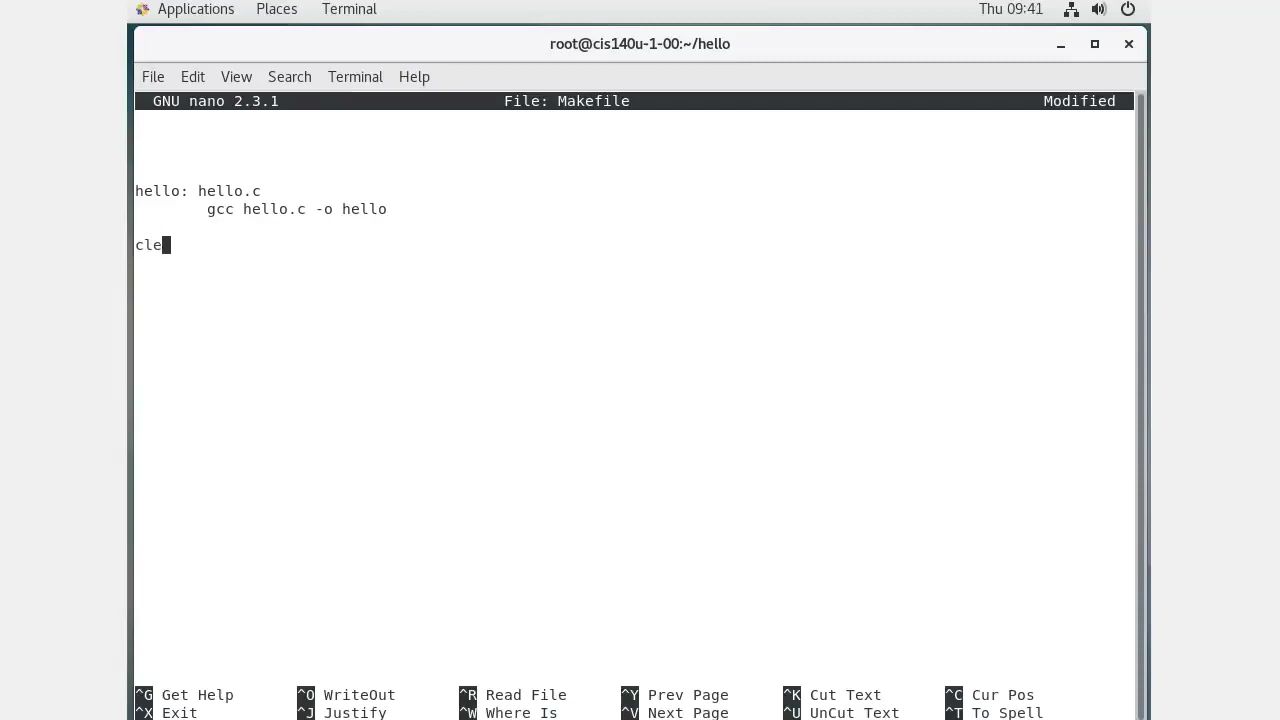 Applications Places Terminal Thu 09:41
root@cis140u-1-00:~/hello
File Edit View Search Terminal Help
GNU nano 2.3.1 File: Makefile Modified
hello: hello.c
gcc hello.c -o hello
cle
^G Get Help ^O WriteOut ^R Read File ^Y Prev Page ^K Cut Text ^C Cur Pos
^X Exit ^J Justify ^W Where Is ^V Next Page ^U UnCut Text ^T To Spell